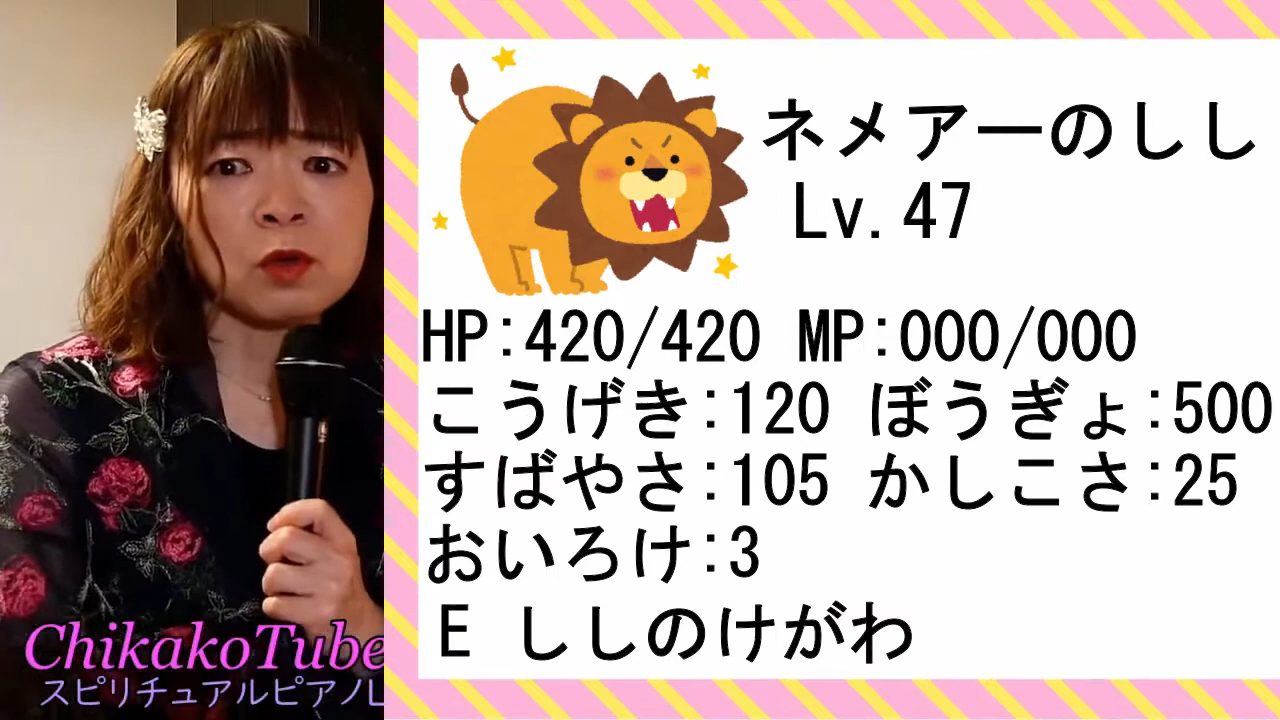 ネメアーのしし
Lv.47
HP:420/420 MP:000/000
こうげき:120 ぼうぎょ:500
すばやさ:105 かしこさ:25
おいろけ:3
E ししのけがわ
ChikakoTube
スピリチュアルピアノ